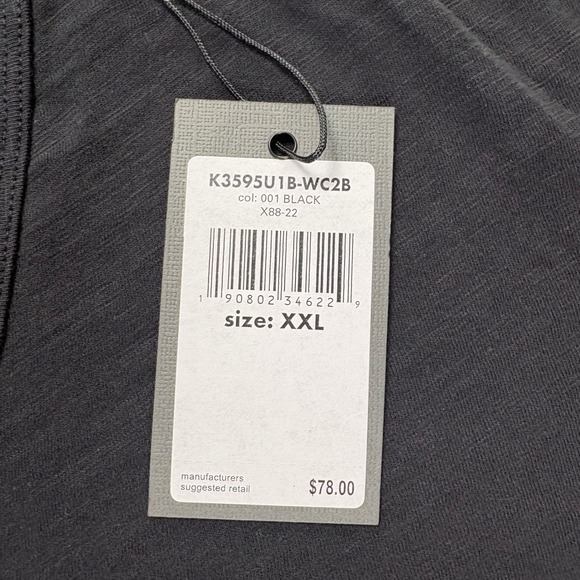 K3595U1B-WC2B
col: 001 BLACK
X88-22
1 90802 34622 9
size: XXL
manufacturers
suggested retail
$78.00